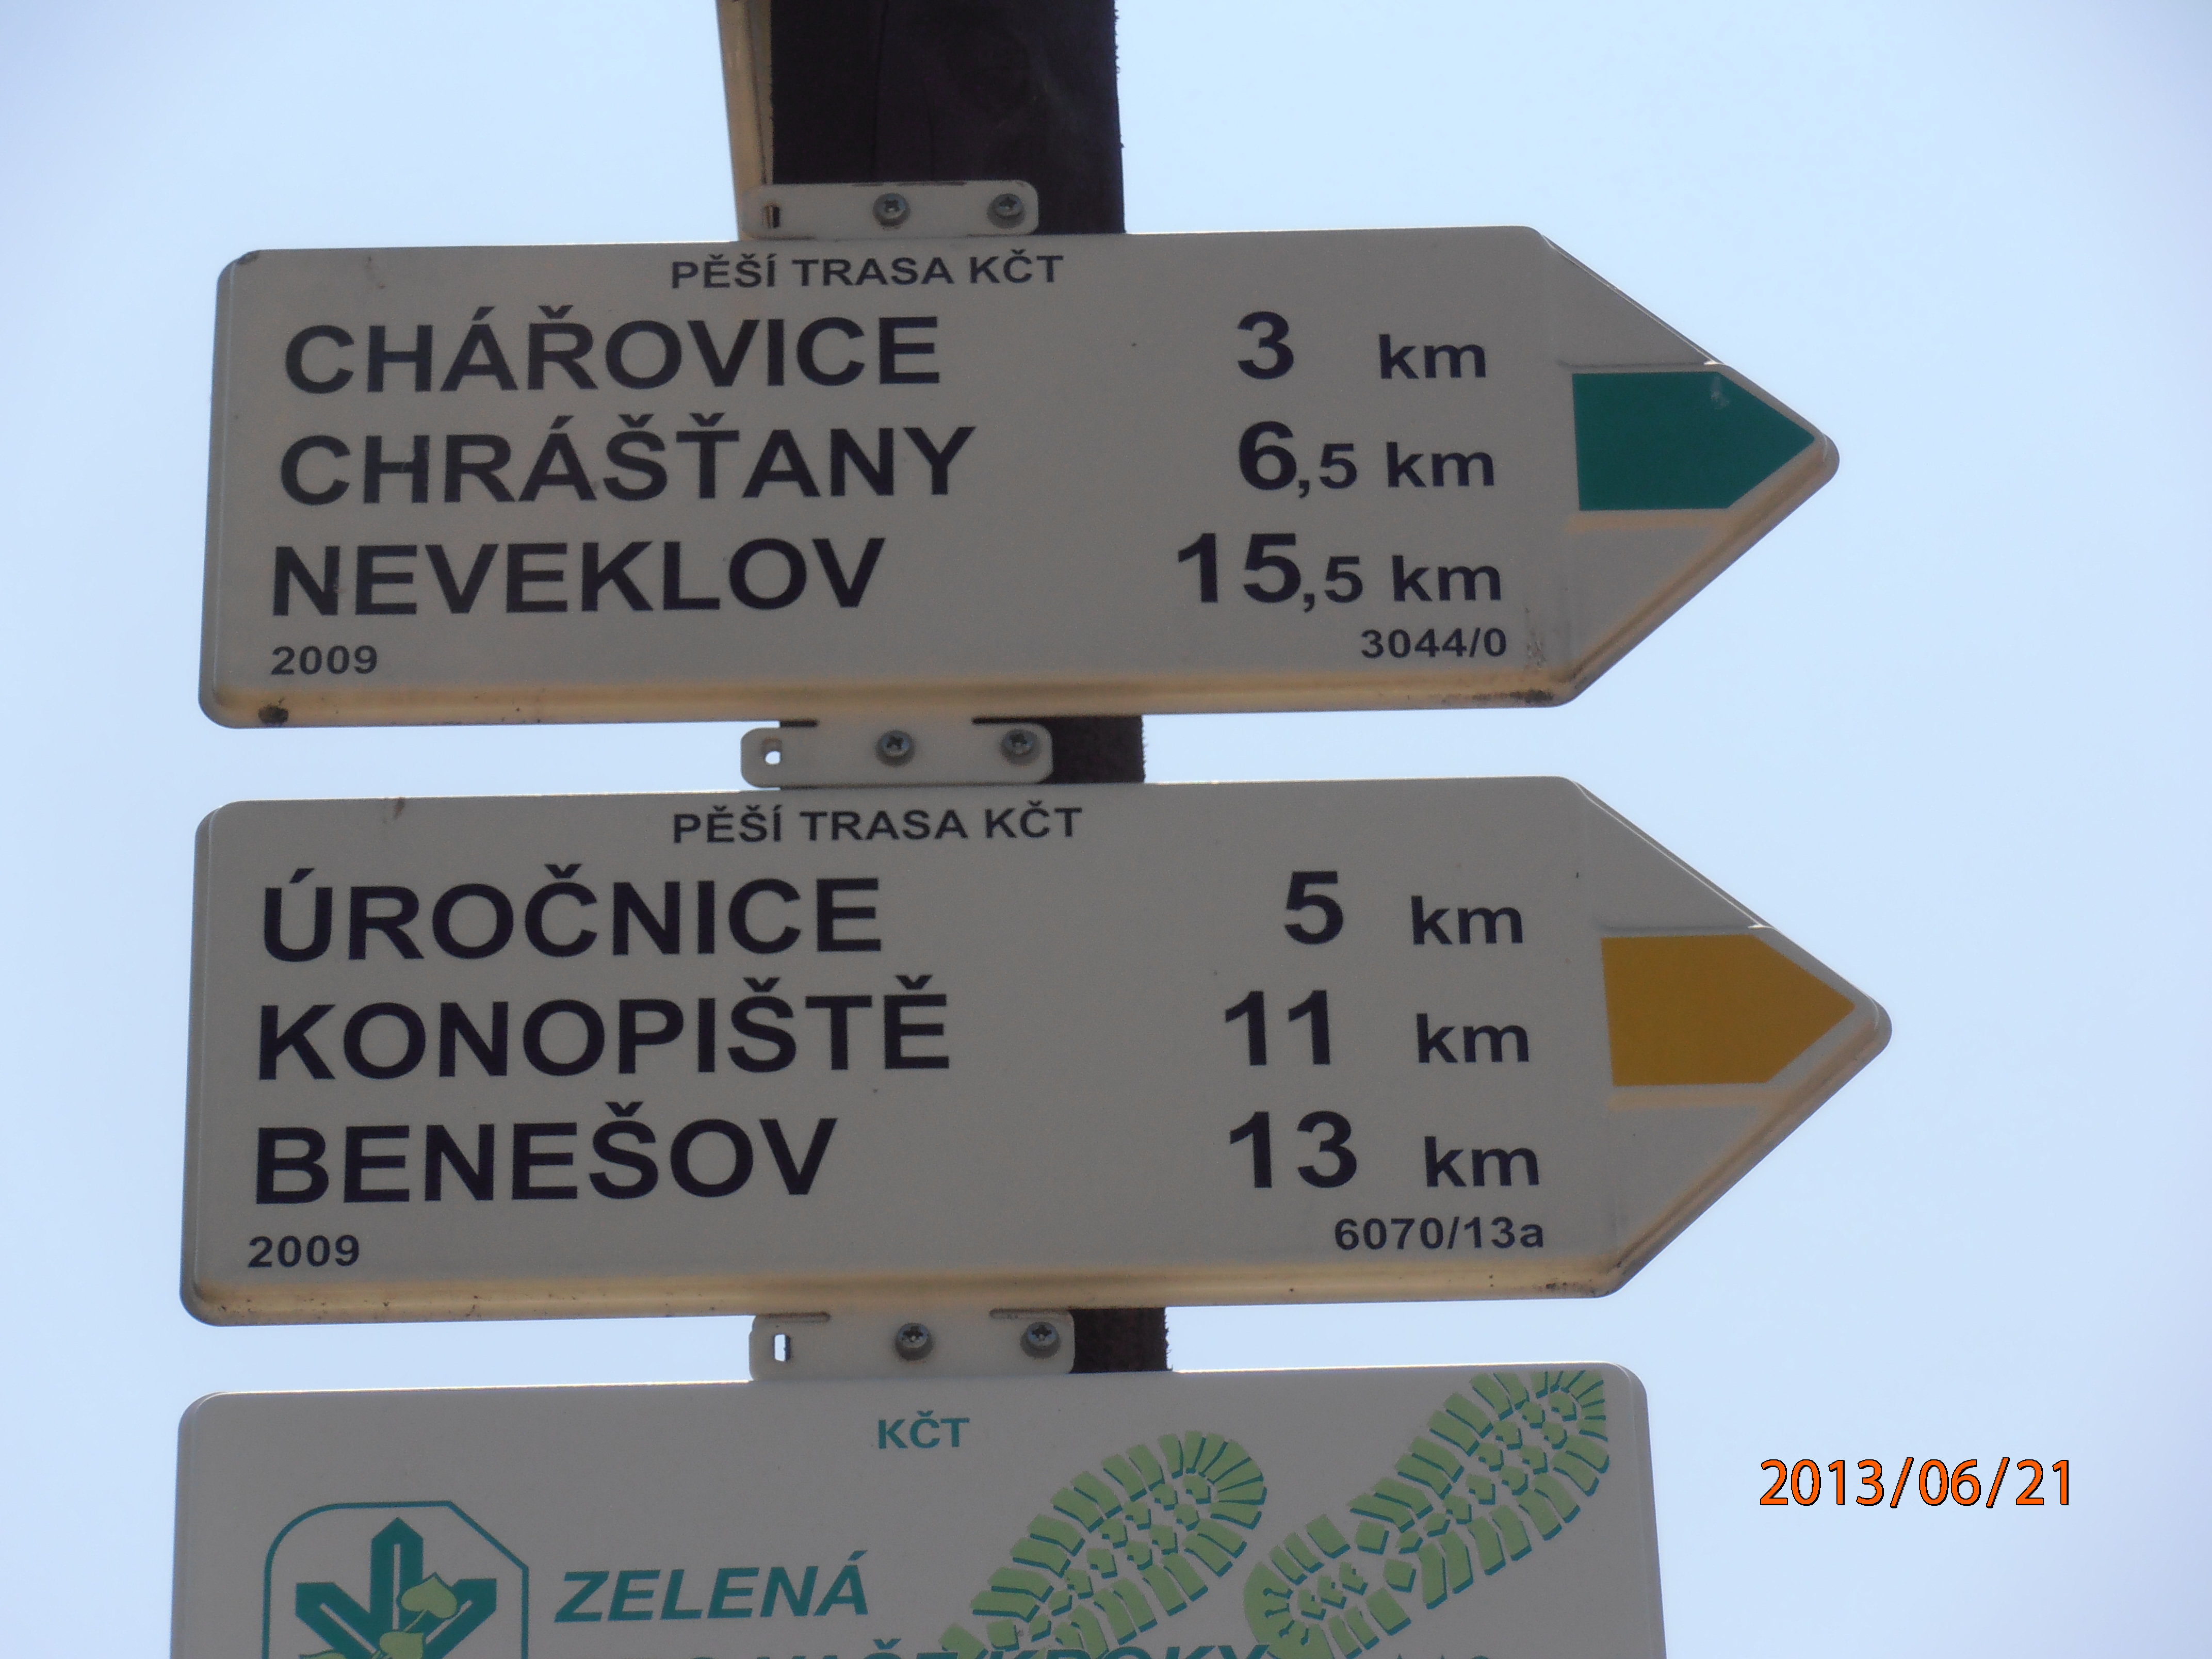 PĚŠÍ TRASA KČT
CHÁŘOVICE 3 km
CHRÁŠŤANY 6,5 km
NEVEKLOV 15,5 km
2009 3044/0
PĚŠÍ TRASA KČT
ÚROČNICE 5 km
KONOPIŠTĚ 11 km
BENEŠOV 13 km
2009 6070/13a
KČT
2013/06/21
ZELENÁ
KROKY